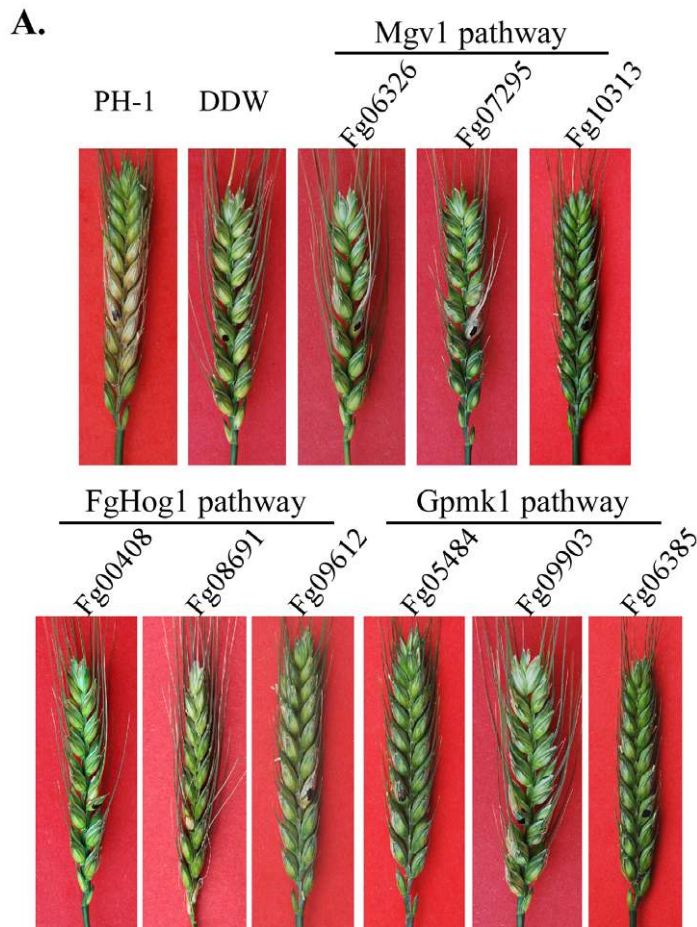 A.
Mgv1 pathway
PH-1 DDW Fg06326 Fg07295 Fg10313
FgHog1 pathway Gpmk1 pathway
Fg00408 Fg08691 Fg09612 Fg05484 Fg09903 Fg06385